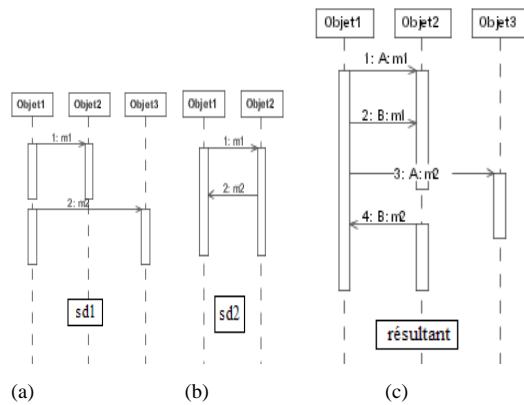 Objet1 Objet2 Objet3
1: m1
2: m2
sd1
Objet1 Objet2
1: m1
2: m2
sd2
Objet1 Objet2 Objet3
1: A:m1
2: B:m1
3: A:m2
4: B:m2
résultant
(a) (b) (c)